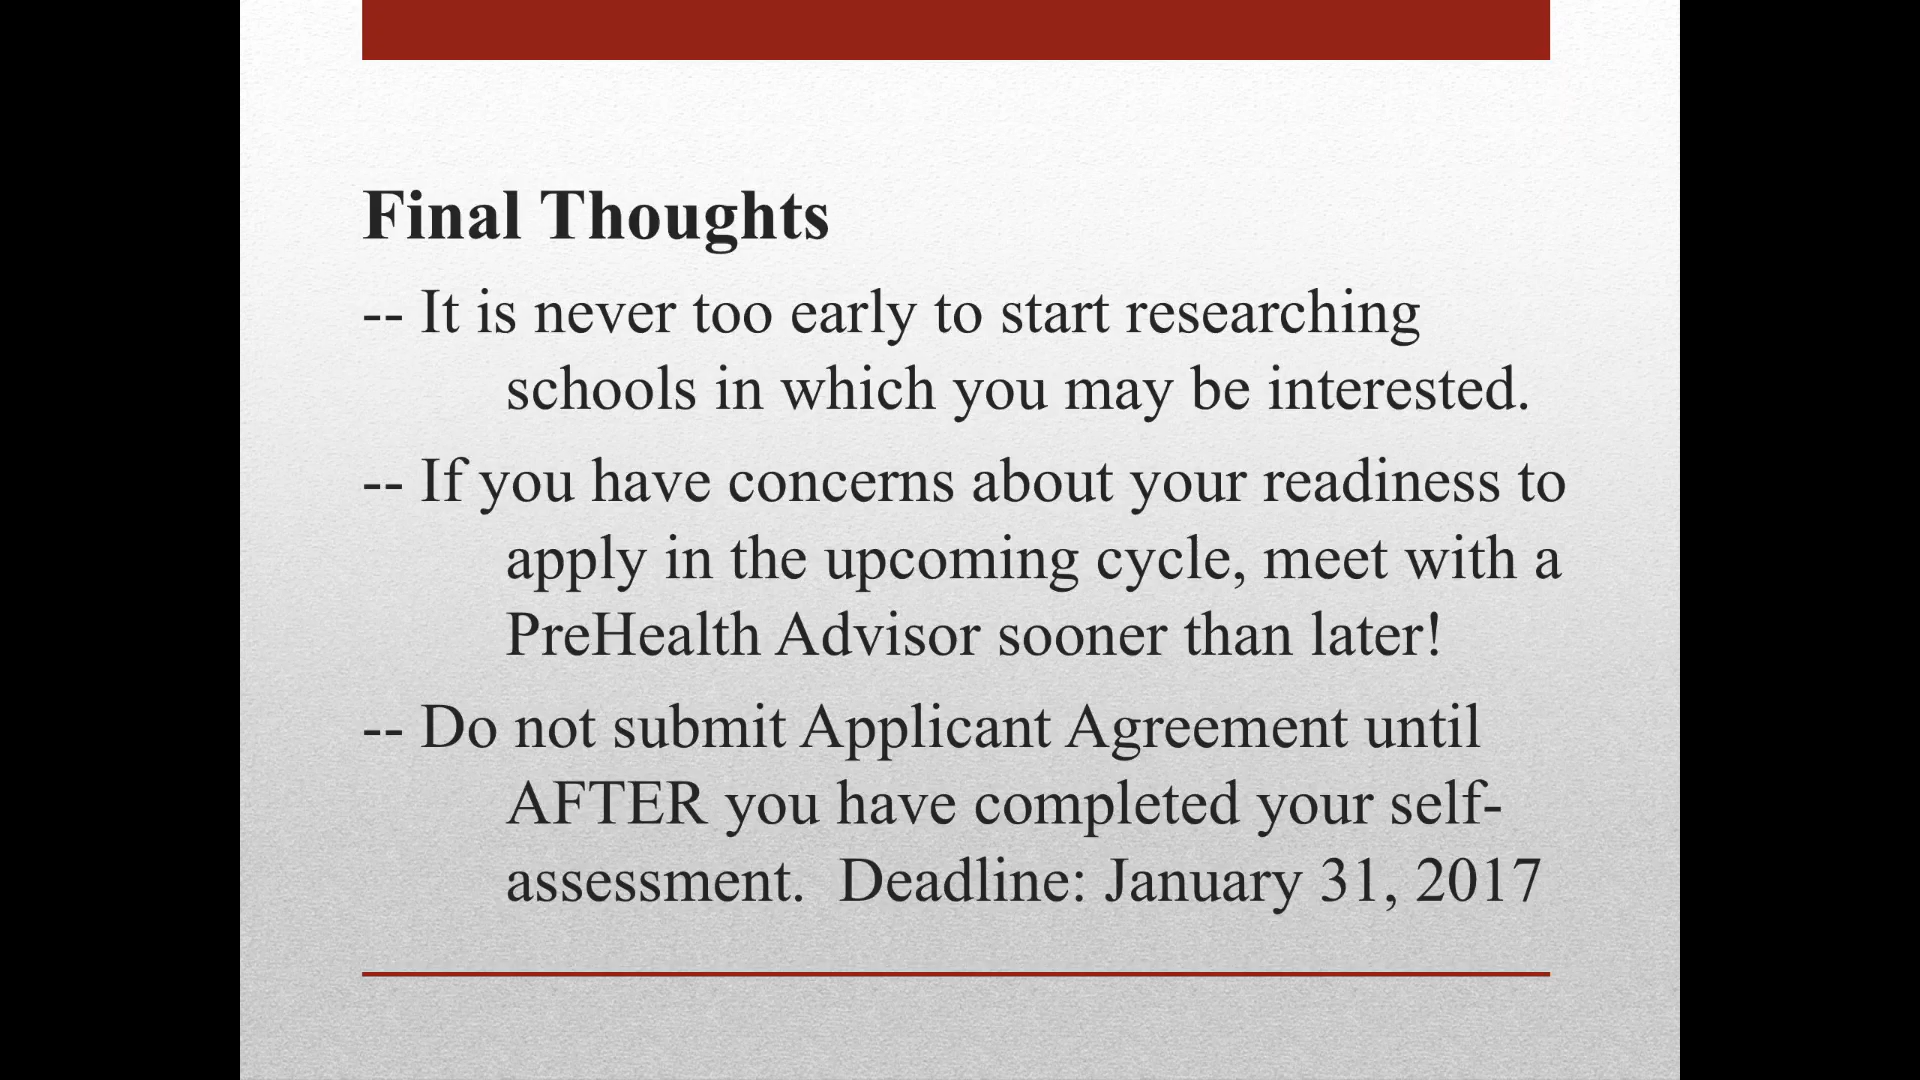 Final Thoughts
-- It is never too early to start researching
schools in which you may be interested.
-- If you have concerns about your readiness to
apply in the upcoming cycle, meet with a
PreHealth Advisor sooner than later!
-- Do not submit Applicant Agreement until
AFTER you have completed your self-
assessment.  Deadline: January 31, 2017